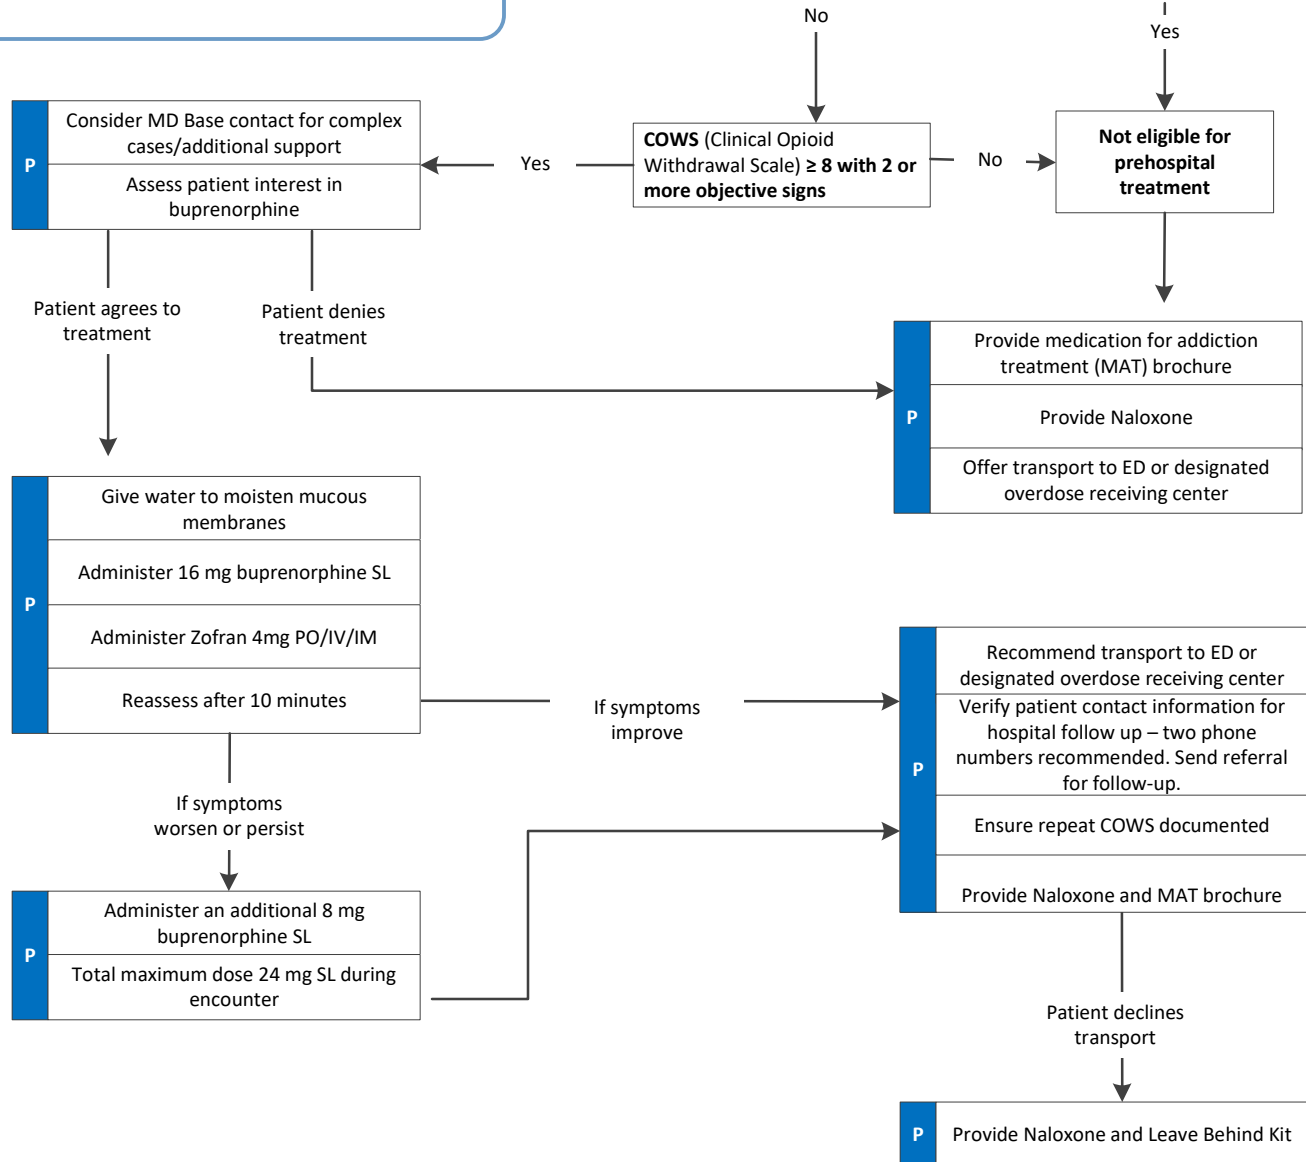 No
Yes
P
Consider MD Base contact for complex
cases/additional support
Assess patient interest in
buprenorphine
Yes
COWS (Clinical Opioid
Withdrawal Scale) ≥ 8 with 2 or
more objective signs
No
Not eligible for
prehospital
treatment
Patient agrees to
treatment
Patient denies
treatment
P
Provide medication for addiction
treatment (MAT) brochure
Provide Naloxone
Offer transport to ED or designated
overdose receiving center
P
Give water to moisten mucous
membranes
Administer 16 mg buprenorphine SL
Administer Zofran 4mg PO/IV/IM
Reassess after 10 minutes
If symptoms
improve
P
Recommend transport to ED or
designated overdose receiving center
Verify patient contact information for
hospital follow up – two phone
numbers recommended. Send referral
for follow-up.
Ensure repeat COWS documented
Provide Naloxone and MAT brochure
If symptoms
worsen or persist
P
Administer an additional 8 mg
buprenorphine SL
Total maximum dose 24 mg SL during
encounter
Patient declines
transport
P
Provide Naloxone and Leave Behind Kit